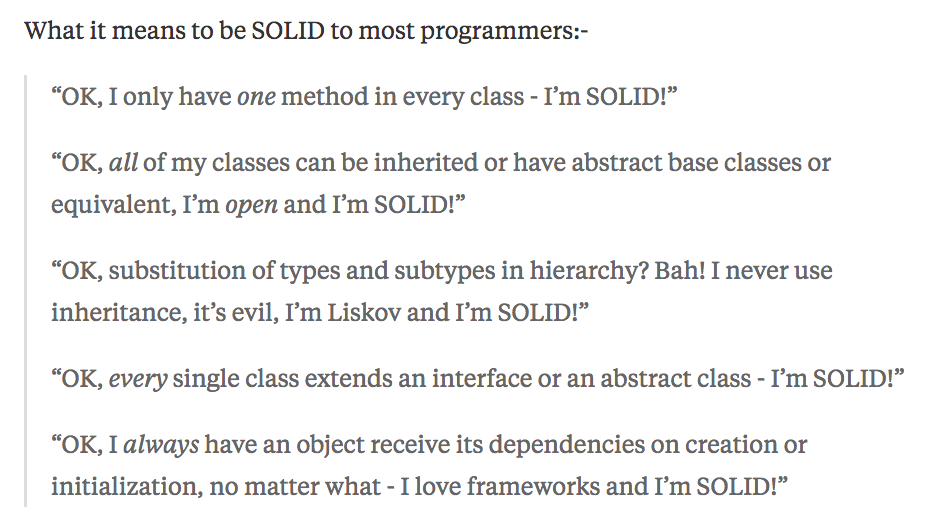 What it means to be SOLID to most programmers:-
“OK, I only have one method in every class - I’m SOLID!”
“OK, all of my classes can be inherited or have abstract base classes or
equivalent, I’m open and I’m SOLID!”
“OK, substitution of types and subtypes in hierarchy? Bah! I never use
inheritance, it’s evil, I’m Liskov and I’m SOLID!”
“OK, every single class extends an interface or an abstract class - I’m SOLID!”
“OK, I always have an object receive its dependencies on creation or
initialization, no matter what - I love frameworks and I’m SOLID!”